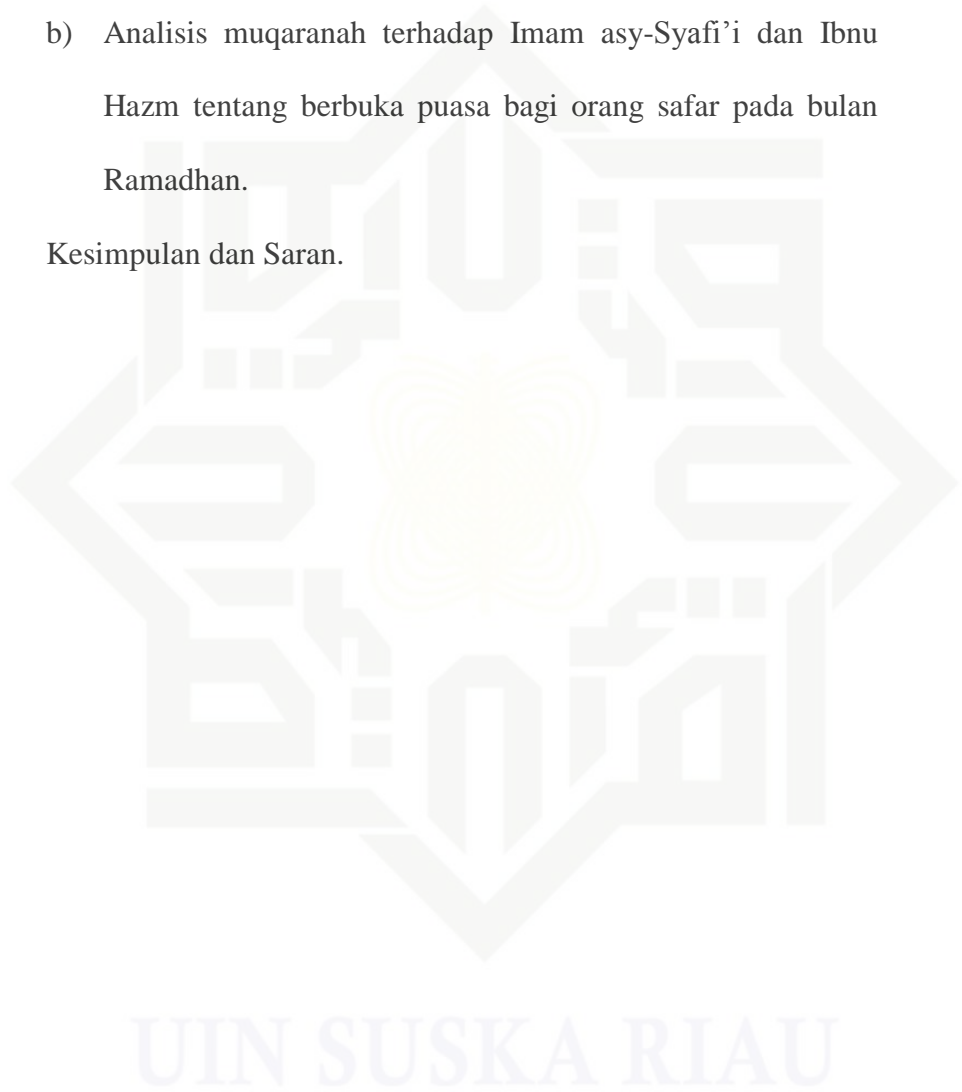 b) Analisis muqaranah terhadap Imam asy-Syafi’i dan Ibnu
Hazm tentang berbuka puasa bagi orang safar pada bulan
Ramadhan.
Kesimpulan dan Saran.
UIN SUSKA RIAU